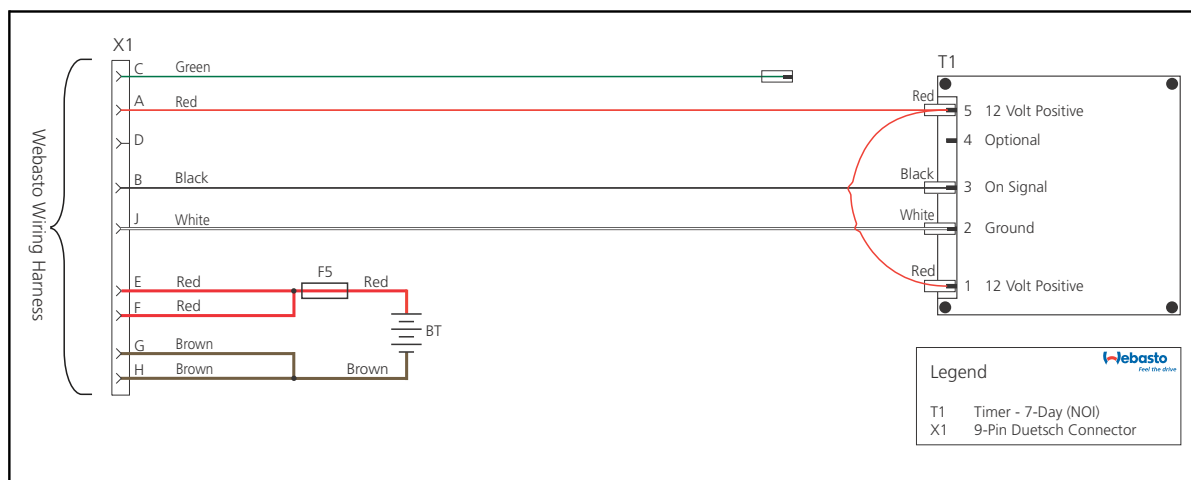 X1
T1
C Green
A Red
D
B Black
J White
E Red
F Red
G Brown
H Brown
F5
Red
BT
Brown
Webasto Wiring Harness
Red
5 12 Volt Positive
4 Optional
Black
3 On Signal
White
2 Ground
Red
1 12 Volt Positive
Legend
Webasto
Feel the drive
T1 Timer - 7-Day (NOI)
X1 9-Pin Duetsch Connector